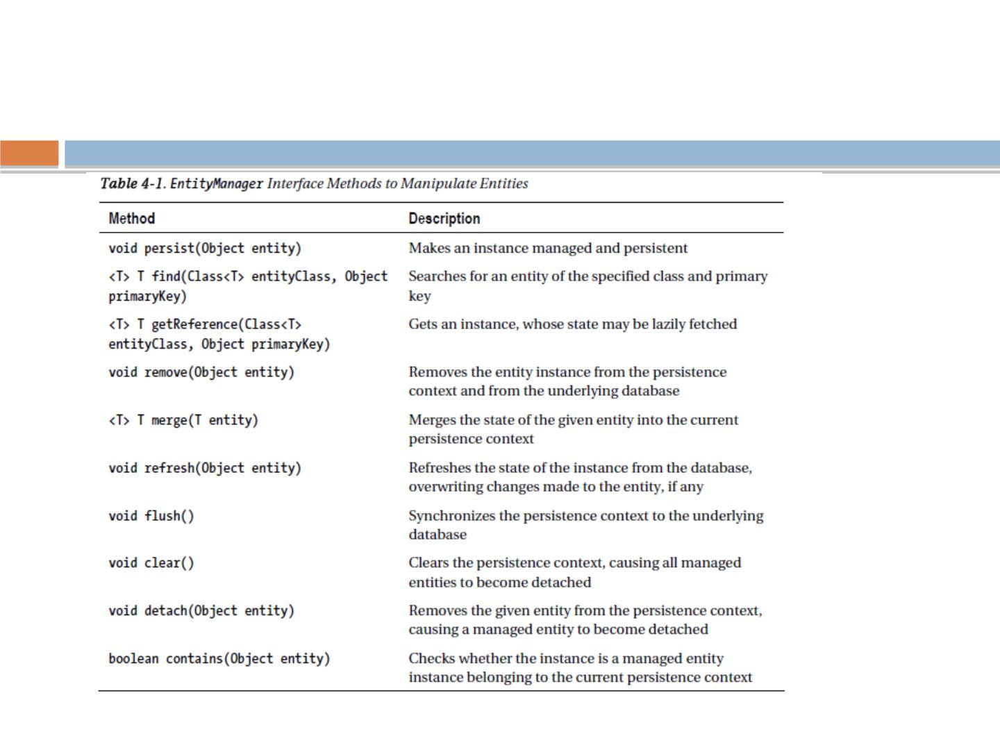 Table 4-1. EntityManager Interface Methods to Manipulate Entities
Method Description
void persist(Object entity) Makes an instance managed and persistent
<T> T find(Class<T> entityClass, Object Searches for an entity of the specified class and primary
primaryKey) key
<T> T getReference(Class<T> Gets an instance, whose state may be lazily fetched
entityClass, Object primaryKey)
void remove(Object entity) Removes the entity instance from the persistence
context and from the underlying database
<T> T merge(T entity) Merges the state of the given entity into the current
persistence context
void refresh(Object entity) Refreshes the state of the instance from the database,
overwriting changes made to the entity, if any
void flush() Synchronizes the persistence context to the underlying
database
void clear() Clears the persistence context, causing all managed
entities to become detached
void detach(Object entity) Removes the given entity from the persistence context,
causing a managed entity to become detached
boolean contains(Object entity) Checks whether the instance is a managed entity
instance belonging to the current persistence context